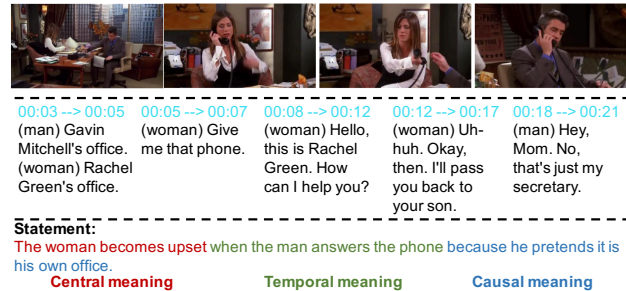 00:03 --> 00:05
(man) Gavin
Mitchell's office.
(woman) Rachel
Green's office.
00:05 --> 00:07
(woman) Give
me that phone.
00:08 --> 00:12
(woman) Hello,
this is Rachel
Green. How
can I help you?
00:12 --> 00:17
(woman) Uh-
huh. Okay,
then. I'll pass
you back to
your son.
00:18 --> 00:21
(man) Hey,
Mom. No,
that's just my
secretary.
Statement:
The woman becomes upset when the man answers the phone because he pretends it is
his own office.
Central meaning
Temporal meaning
Causal meaning